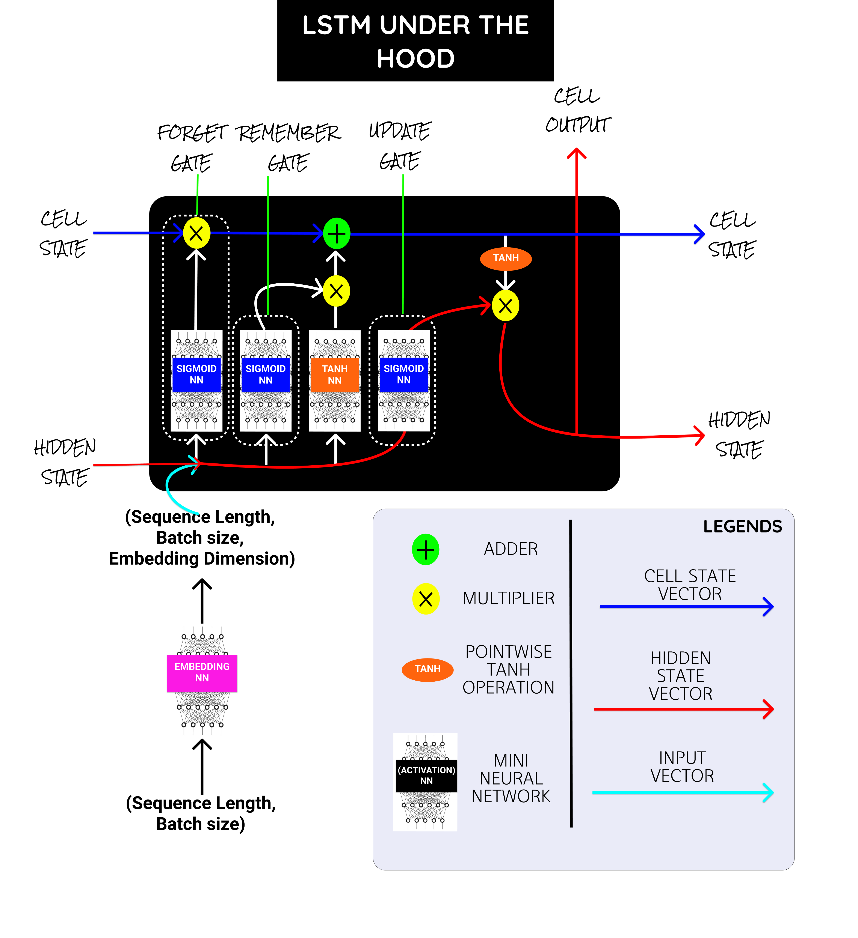 LSTM UNDER THE
HOOD
CELL
OUTPUT
FORGET
GATE
REMEMBER
GATE
UPDATE
GATE
CELL
STATE
×
+
TANH
×
×
CELL
STATE
SIGMOID
NN
SIGMOID
NN
TANH
NN
SIGMOID
NN
HIDDEN
STATE
HIDDEN
STATE
(Sequence Length,
Batch size,
Embedding Dimension)
EMBEDDING
NN
(Sequence Length,
Batch size)
LEGENDS
+
ADDER
×
MULTIPLIER
TANH
POINTWISE
TANH
OPERATION
(ACTIVATION)
NN
MINI
NEURAL
NETWORK
CELL STATE
VECTOR
HIDDEN
STATE
VECTOR
INPUT
VECTOR